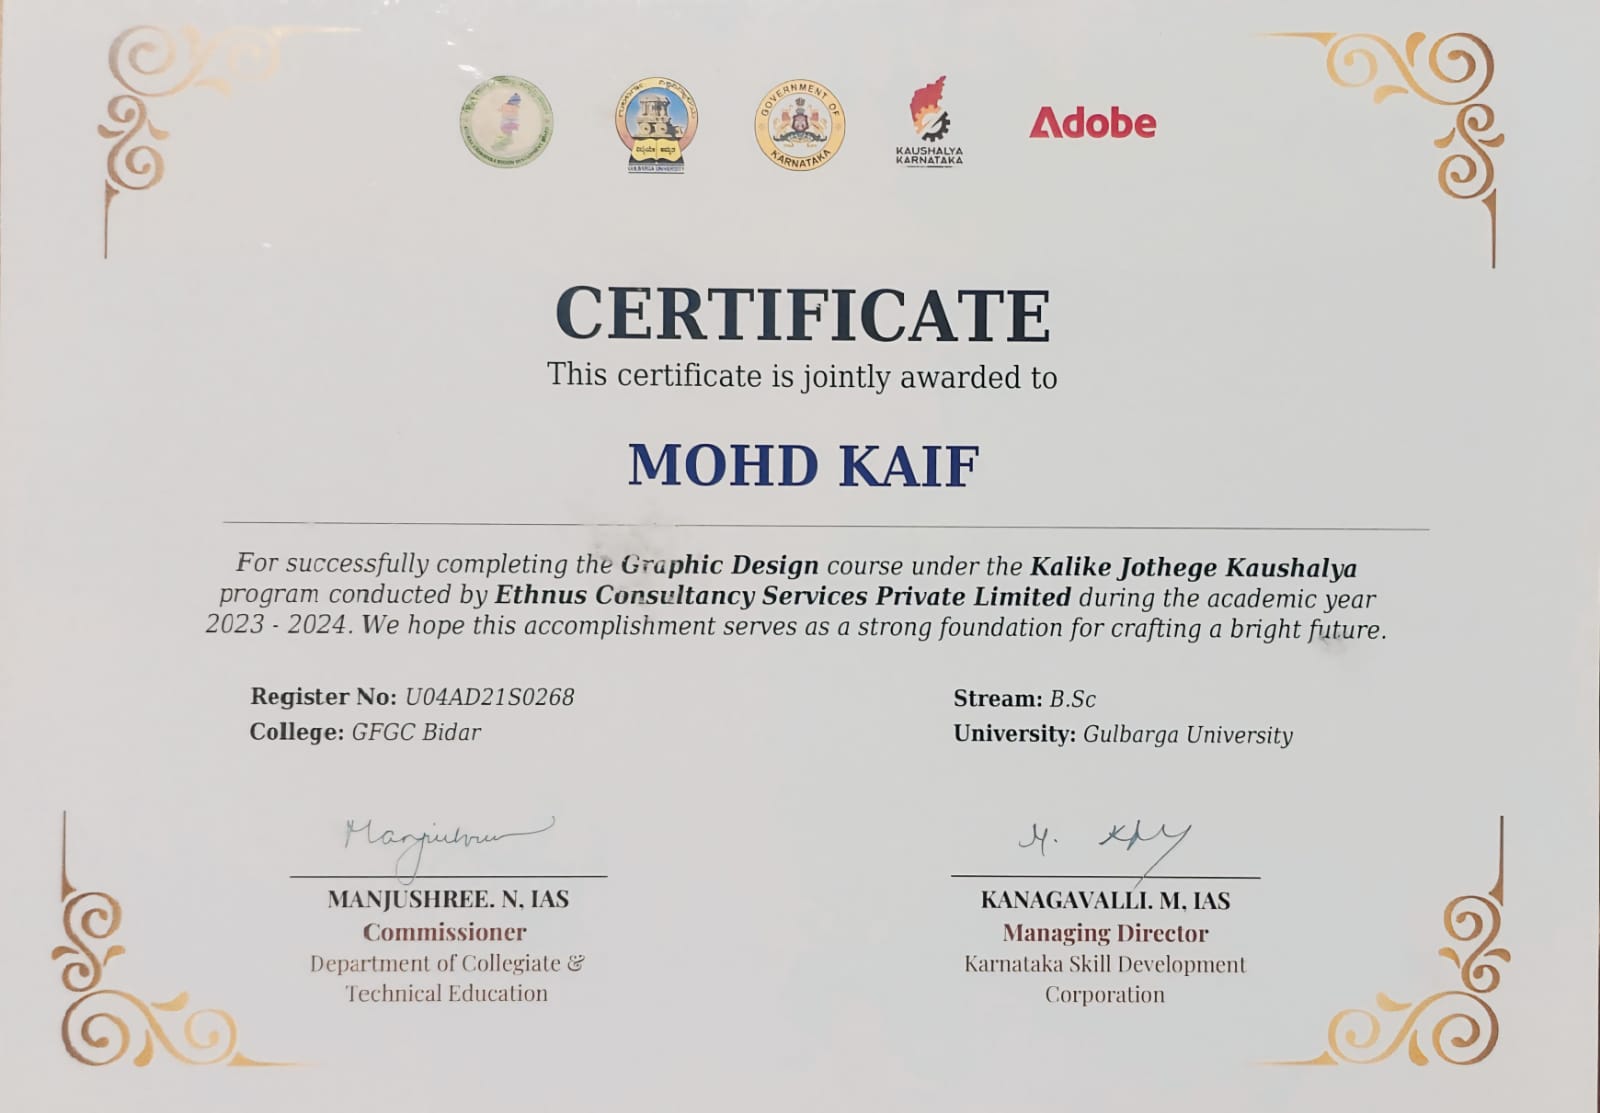 GULBARGA UNIVERSITY
GOVERNMENT OF
KARNATAKA
KAUSHALYA
KARNATAKA
Adobe
CERTIFICATE
This certificate is jointly awarded to
MOHD KAIF
For successfully completing the Graphic Design course under the Kalike Jothege Kaushalya
program conducted by Ethnus Consultancy Services Private Limited during the academic year
2023 - 2024. We hope this accomplishment serves as a strong foundation for crafting a bright future.
Register No: U04AD21S0268
College: GFGC Bidar
Stream: B.Sc
University: Gulbarga University
MANJUSHREE. N, IAS
Commissioner
Department of Collegiate &
Technical Education
KANAGAVALLI. M, IAS
Managing Director
Karnataka Skill Development
Corporation